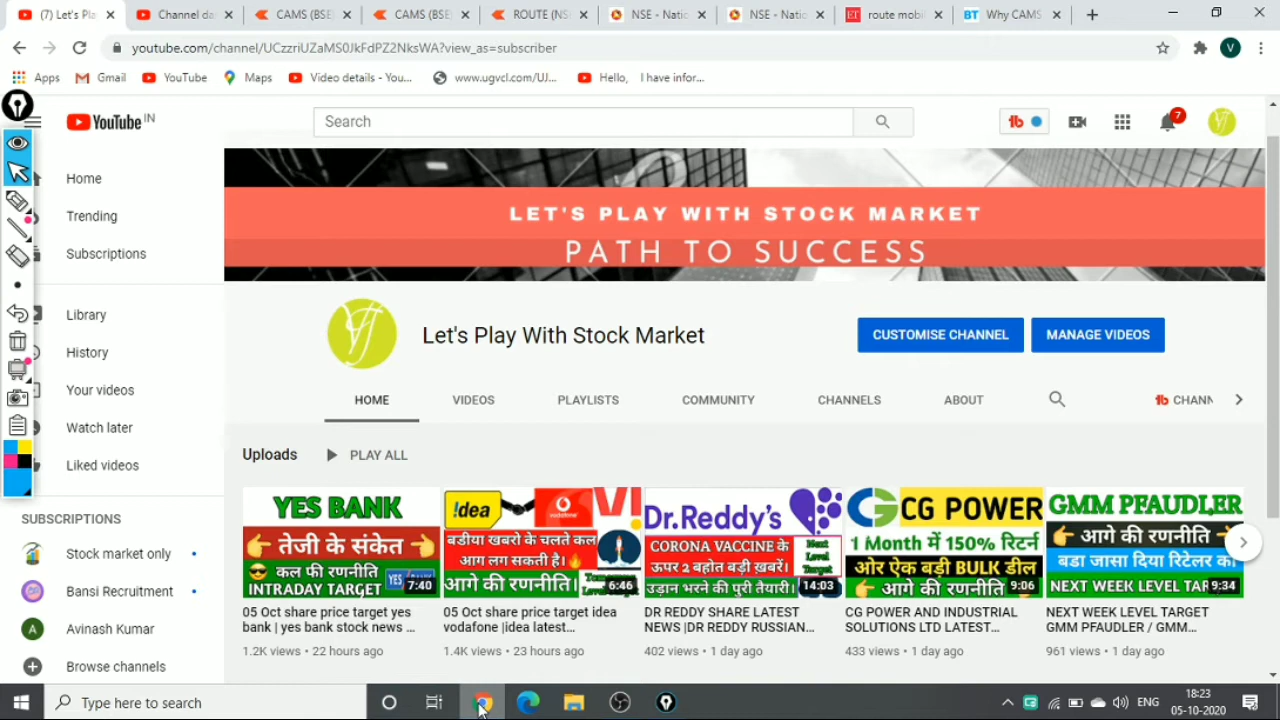 (7) Let's Pl
Channel da
CAMS (BSE)
CAMS (BSE)
ROUTE (NS
NSE - Natio
NSE - Natio
route mobi
Why CAMS
youtube.com/channel/UCzzriUZaMS0JkFdPZ2NksWA?view_as=subscriber
V
Apps
Gmail
YouTube
Maps
Video details - You...
www.ugvcl.com/UJ...
Hello, I have infor...
YouTube IN
Search
tb
7
Home
Trending
Subscriptions
Library
History
Your videos
Watch later
Liked videos
SUBSCRIPTIONS
Stock market only
Bansi Recruitment
A Avinash Kumar
Browse channels
LET'S PLAY WITH STOCK MARKET
PATH TO SUCCESS
Let's Play With Stock Market
CUSTOMISE CHANNEL
MANAGE VIDEOS
HOME
VIDEOS
PLAYLISTS
COMMUNITY
CHANNELS
ABOUT
tb CHANN
Uploads
PLAY ALL
YES BANK
तेजी के संकेत
कल की रणनीति
INTRADAY TARGET
YES BANK
7:40
05 Oct share price target yes
bank | yes bank stock news ...
1.2K views • 22 hours ago
!dea
vodafone
VI
बडीया खबरो के चलते कल
आग लग सकती है।
आगे की रणनीति।
6:46
05 Oct share price target idea
vodafone |idea latest...
1.4K views • 23 hours ago
Dr.Reddy's
CORONA VACCINE के
ऊपर 2 बहोत बड़ी खबरें।
उड़ान भरने की पुरी तैयारी।
Next
Level
Target
14:03
DR REDDY SHARE LATEST
NEWS |DR REDDY RUSSIAN...
402 views • 1 day ago
CG POWER
1 Month में 150% रिटर्न
ओर ऐक बड़ी BULK डील
आगे की रणनीति
9:06
CG POWER AND INDUSTRIAL
SOLUTIONS LTD LATEST...
433 views • 1 day ago
GMM PFAUDLER
आगे की रणनीति
बडा जासा दिया रिटेलर को
NEXT WEEK LEVEL TAR
9:34
NEXT WEEK LEVEL TARGET
GMM PFAUDLER / GMM...
961 views • 1 day ago
Type here to search
ENG
18:23
05-10-2020